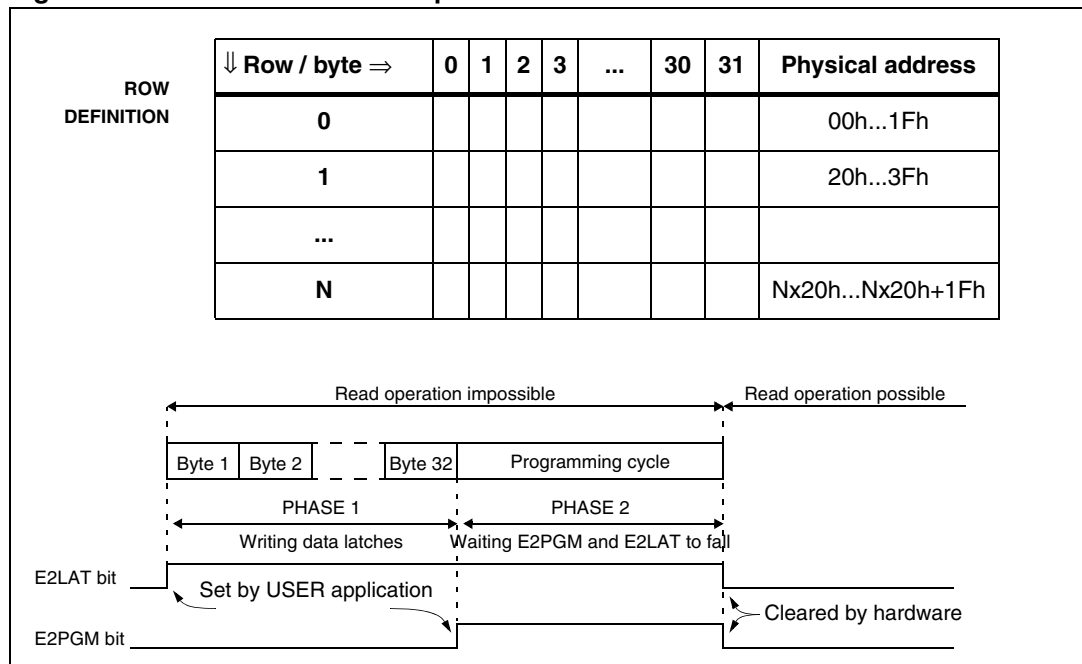 ⇓ Row / byte ⇒ 0 1 2 3 ... 30 31 Physical address
ROW
DEFINITION
0 00h...1Fh
1 20h...3Fh
...
N Nx20h...Nx20h+1Fh
Read operation impossible Read operation possible
Byte 1 Byte 2 Byte 32 Programming cycle
PHASE 1 PHASE 2
Writing data latches Waiting E2PGM and E2LAT to fall
E2LAT bit
Set by USER application
Cleared by hardware
E2PGM bit